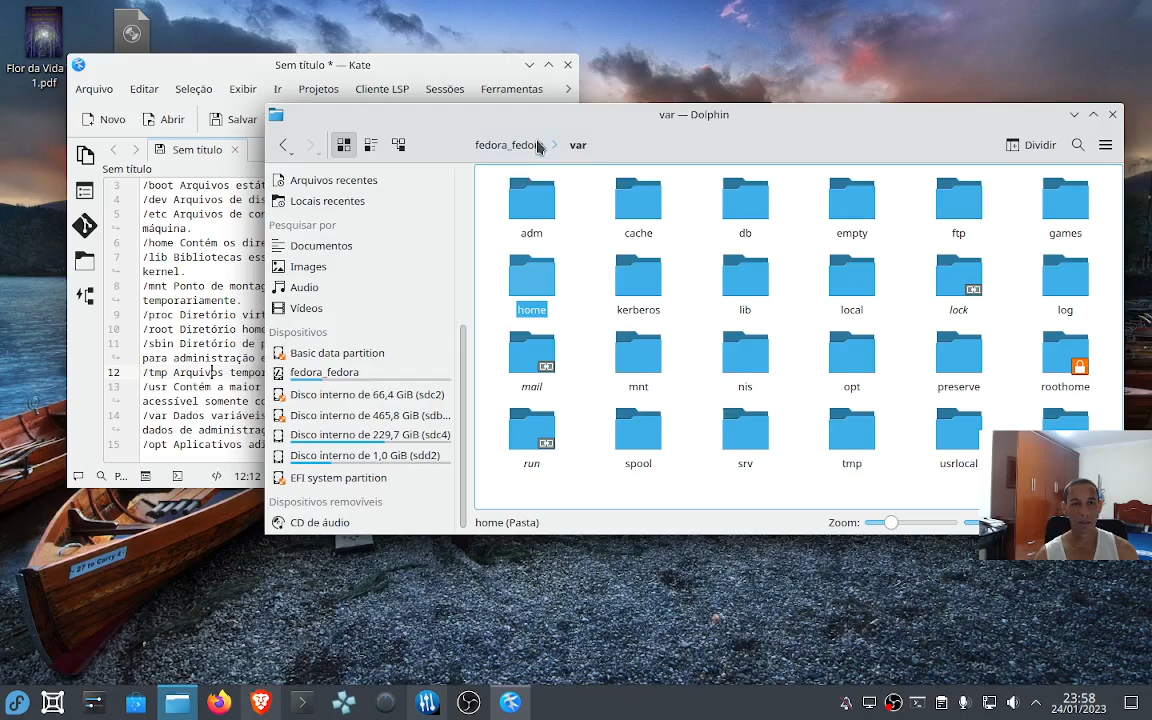 Flor da Vida
1.pdf
Sem título * — Kate
Arquivo Editar Seleção Exibir Ir Projetos Cliente LSP Sessões Ferramentas
Novo Abrir Salvar
Sem título
Sem título
3 /boot Arquivos estát
4 /dev Arquivos de dis
5 /etc Arquivos de con
máquina.
6 /home Contém os dire
7 /lib Bibliotecas ess
kernel.
8 /mnt Ponto de montag
temporariamente.
9 /proc Diretório virt
10 /root Diretório home
11 /sbin Diretório de p
para administração e
12 /tmp Arquivos tempor
13 /usr Contém a maior
acessível somente co
14 /var Dados variáveis
dados de administraç
15 /opt Aplicativos adi
P... 12:12
var — Dolphin
fedora_fedor var
Dividir
Arquivos recentes
Locais recentes
Pesquisar por
Documentos
Images
Audio
Vídeos
Dispositivos
Basic data partition
fedora_fedora
Disco interno de 66,4 GiB (sdc2)
Disco interno de 465,8 GiB (sdb...
Disco interno de 229,7 GiB (sdc4)
Disco interno de 1,0 GiB (sdd2)
EFI system partition
Dispositivos removíveis
CD de áudio
adm cache db empty ftp games
home kerberos lib local lock log
mail mnt nis opt preserve roothome
run spool srv tmp usrlocal
home (Pasta)
Zoom:
27 to Carry 4
23:58
24/01/2023